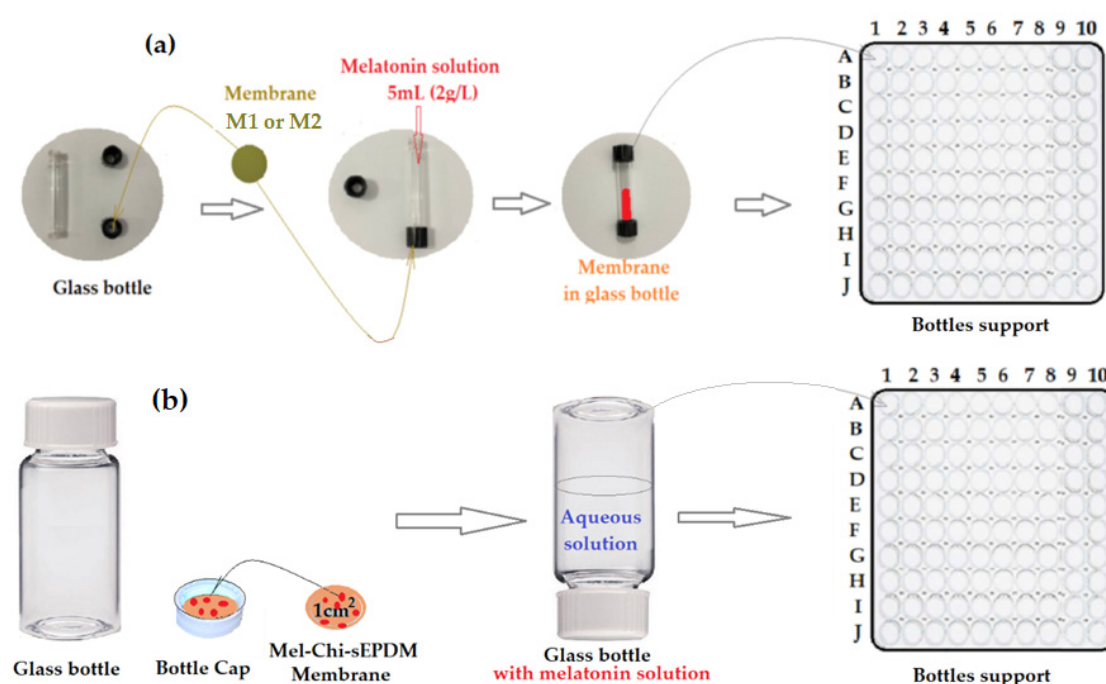 (a)
Membrane
M1 or M2
Melatonin solution
5mL (2g/L)
Glass bottle
Membrane
in glass bottle
1 2 3 4 5 6 7 8 9 10
A
B
C
D
E
F
G
H
I
J
Bottles support
(b)
Aqueous
solution
1cm2
Glass bottle
Bottle Cap
Mel-Chi-sEPDM
Membrane
Glass bottle
with melatonin solution
1 2 3 4 5 6 7 8 9 10
A
B
C
D
E
F
G
H
I
J
Bottles support